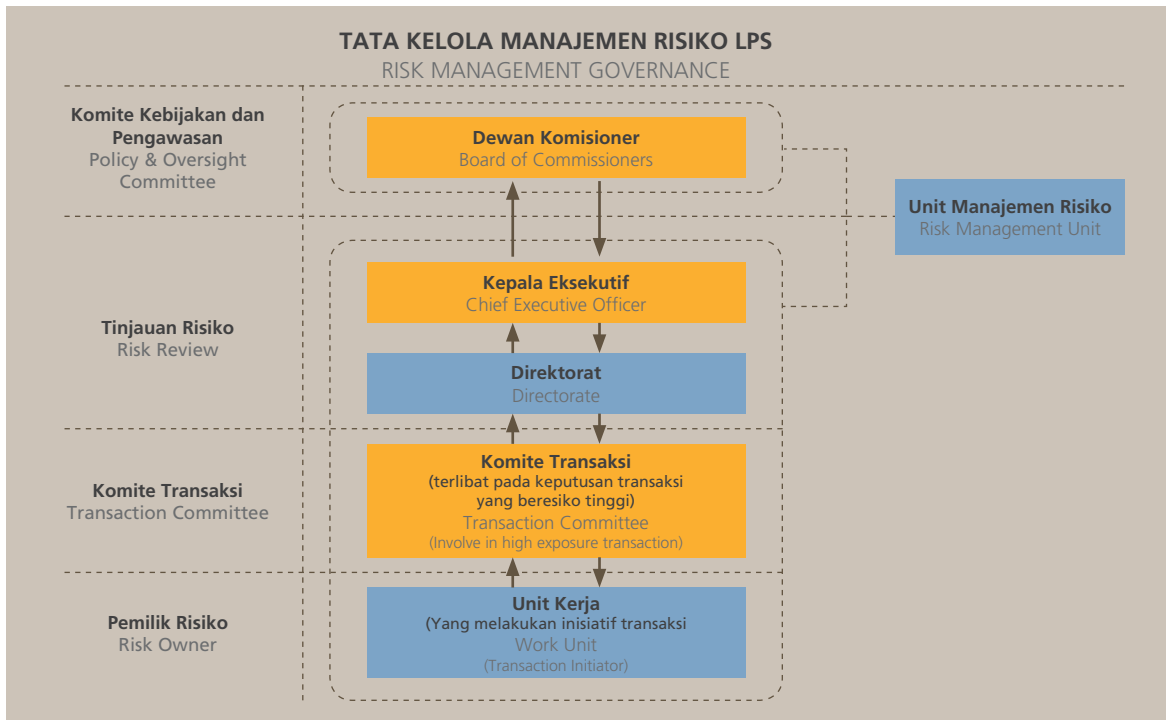 TATA KELOLA MANAJEMEN RISIKO LPS
RISK MANAGEMENT GOVERNANCE
Komite Kebijakan dan
Pengawasan
Policy & Oversight
Committee
Dewan Komisioner
Board of Commissioners
Unit Manajemen Risiko
Risk Management Unit
Tinjauan Risiko
Risk Review
Kepala Eksekutif
Chief Executive Officer
Direktorat
Directorate
Komite Transaksi
Transaction Committee
Komite Transaksi
(terlibat pada keputusan transaksi
yang beresiko tinggi)
Transaction Committee
(Involve in high exposure transaction)
Pemilik Risiko
Risk Owner
Unit Kerja
(Yang melakukan inisiatif transaksi
Work Unit
(Transaction Initiator)